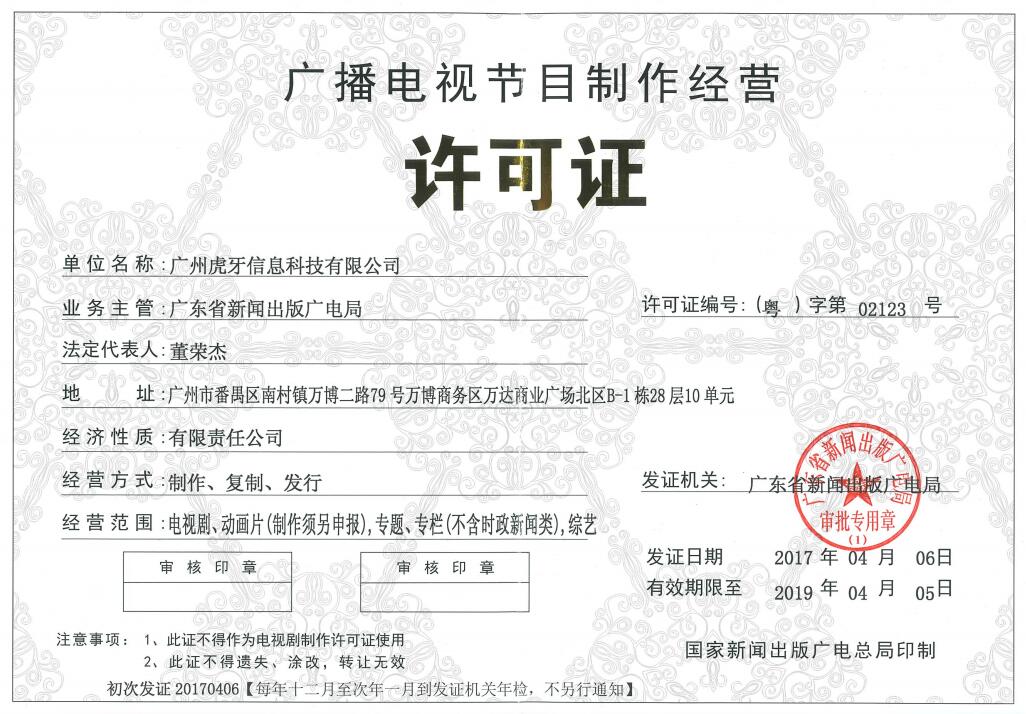 广播电视节目制作经营
许可证
单位名称:广州虎牙信息科技有限公司
业务主管:广东省新闻出版广电局
许可证编号:(粤 )字第 02123 号
法定代表人:董荣杰
地 址:广州市番禺区南村镇万博二路79号万博商务区万达商业广场北区B-1栋28层10单元
经济性质:有限责任公司
经营方式:制作、复制、发行
发证机关: 广东省新闻出版广电局
广东省新闻出版广电局
审批专用章
(1)
经营范围:电视剧、动画片(制作须另申报),专题、专栏(不含时政新闻类),综艺
审核印章
审核印章
发证日期 2017 年 04 月 06日
有效期限至 2019 年 04 月 05日
注意事项: 1、此证不得作为电视剧制作许可证使用
2、此证不得遗失、涂改,转让无效
国家新闻出版广电总局印制
初次发证 20170406【每年十二月至次年一月到发证机关年检,不另行通知】